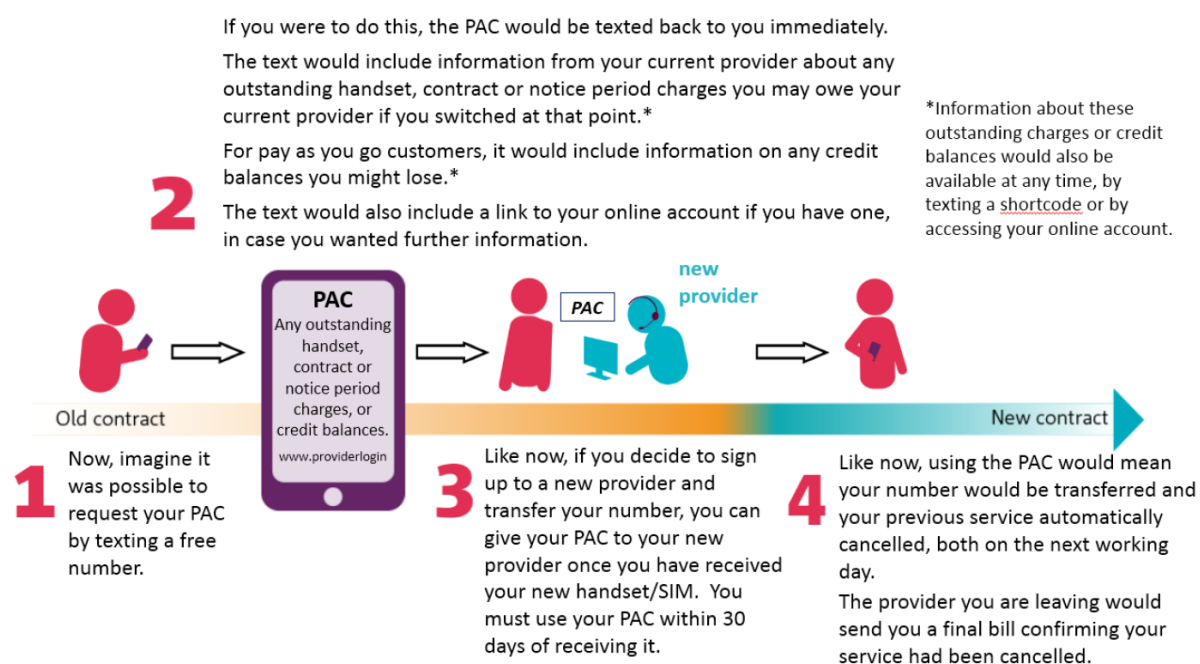 If you were to do this, the PAC would be texted back to you immediately.
The text would include information from your current provider about any
outstanding handset, contract or notice period charges you may owe your
current provider if you switched at that point.*
For pay as you go customers, it would include information on any credit
balances you might lose.*
The text would also include a link to your online account if you have one,
in case you wanted further information.
2
*Information about these
outstanding charges or credit
balances would also be
available at any time, by
texting a shortcode or by
accessing your online account.
PAC
Any outstanding
handset,
contract or
notice period
charges, or
credit balances.
www.providerlogin
PAC
new
provider
Old contract
New contract
1
Now, imagine it
was possible to
request your PAC
by texting a free
number.
3
Like now, if you decide to sign
up to a new provider and
transfer your number, you can
give your PAC to your new
provider once you have received
your new handset/SIM. You
must use your PAC within 30
days of receiving it.
4
Like now, using the PAC would mean
your number would be transferred and
your previous service automatically
cancelled, both on the next working
day.
The provider you are leaving would
send you a final bill confirming your
service had been cancelled.